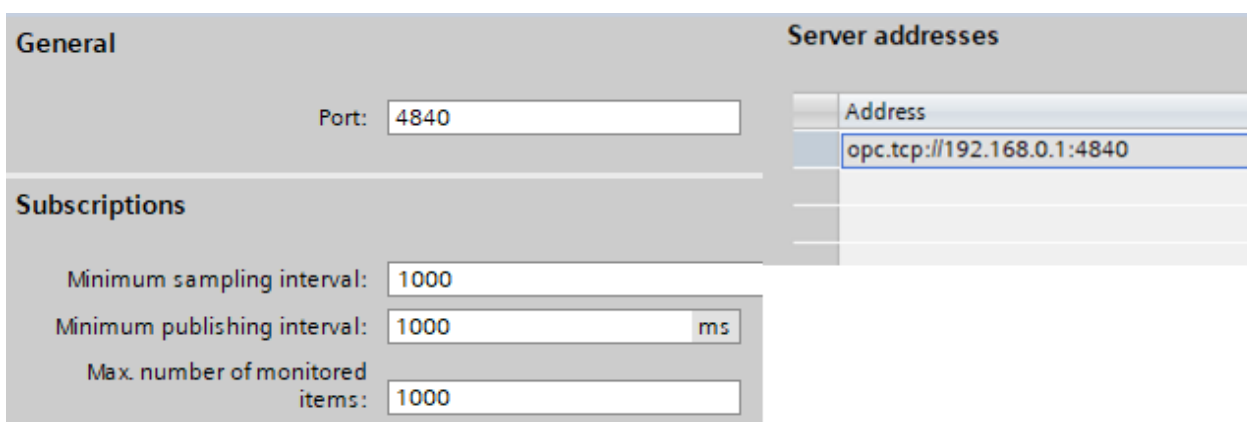 General
Port: 4840
Subscriptions
Minimum sampling interval: 1000
Minimum publishing interval: 1000 ms
Max. number of monitored
items: 1000
Server addresses
Address
opc.tcp://192.168.0.1:4840